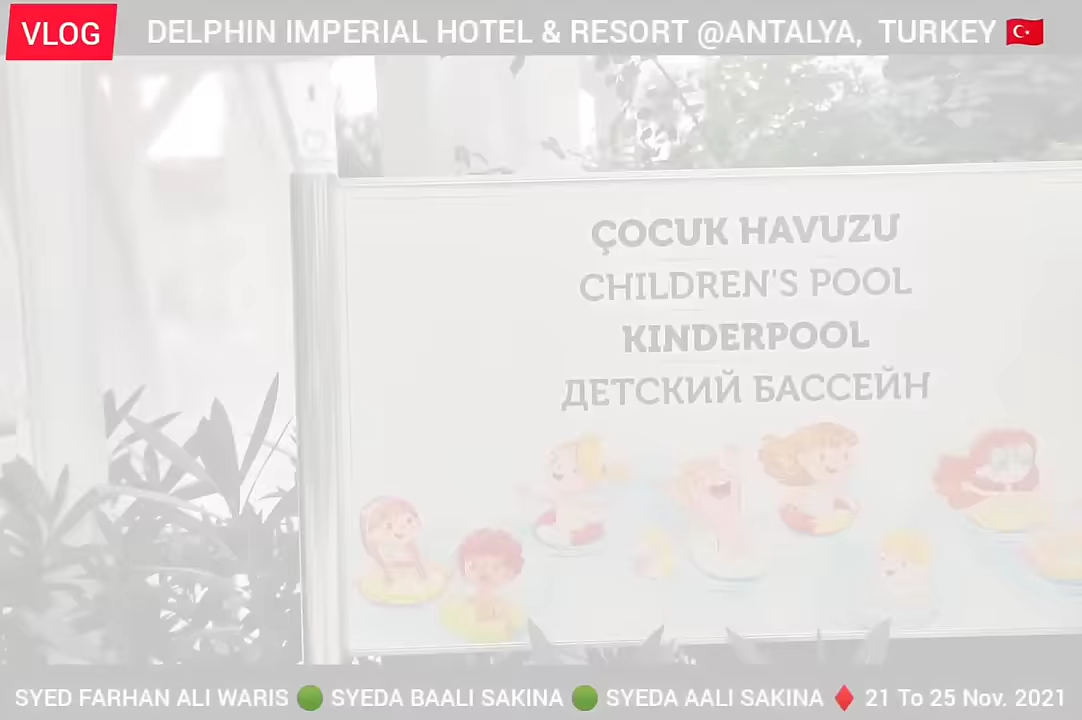 VLOG DELPHIN IMPERIAL HOTEL & RESORT @ANTALYA, TURKEY 🇹🇷
ÇOCUK HAVUZU
CHILDREN'S POOL
KINDERPOOL
ДЕТСКИЙ БАССЕЙН
SYED FARHAN ALI WARIS 🟢 SYEDA BAALI SAKINA 🟢 SYEDA AALI SAKINA ♦️ 21 To 25 Nov. 2021